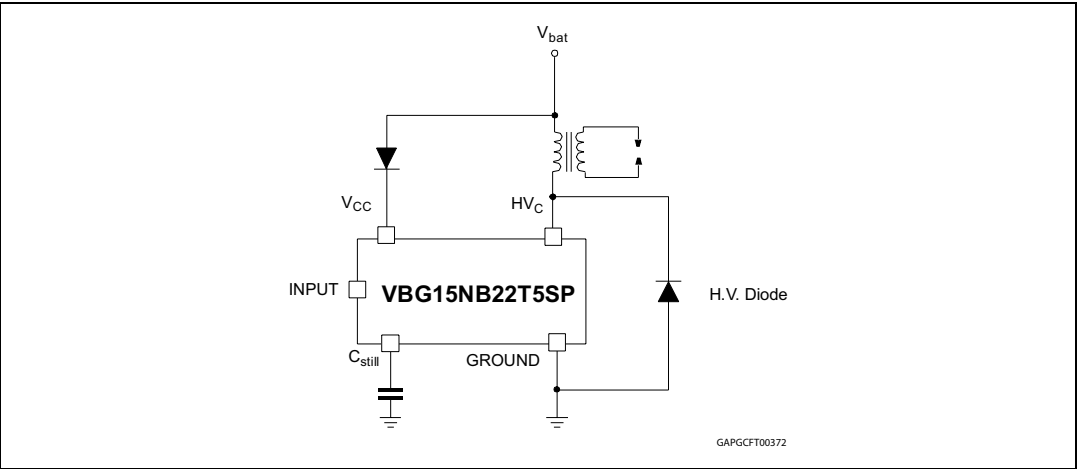 Vbat
VCC
HVC
INPUT
VBG15NB22T5SP
H.V. Diode
Cstill
GROUND
GAPGCFT00372